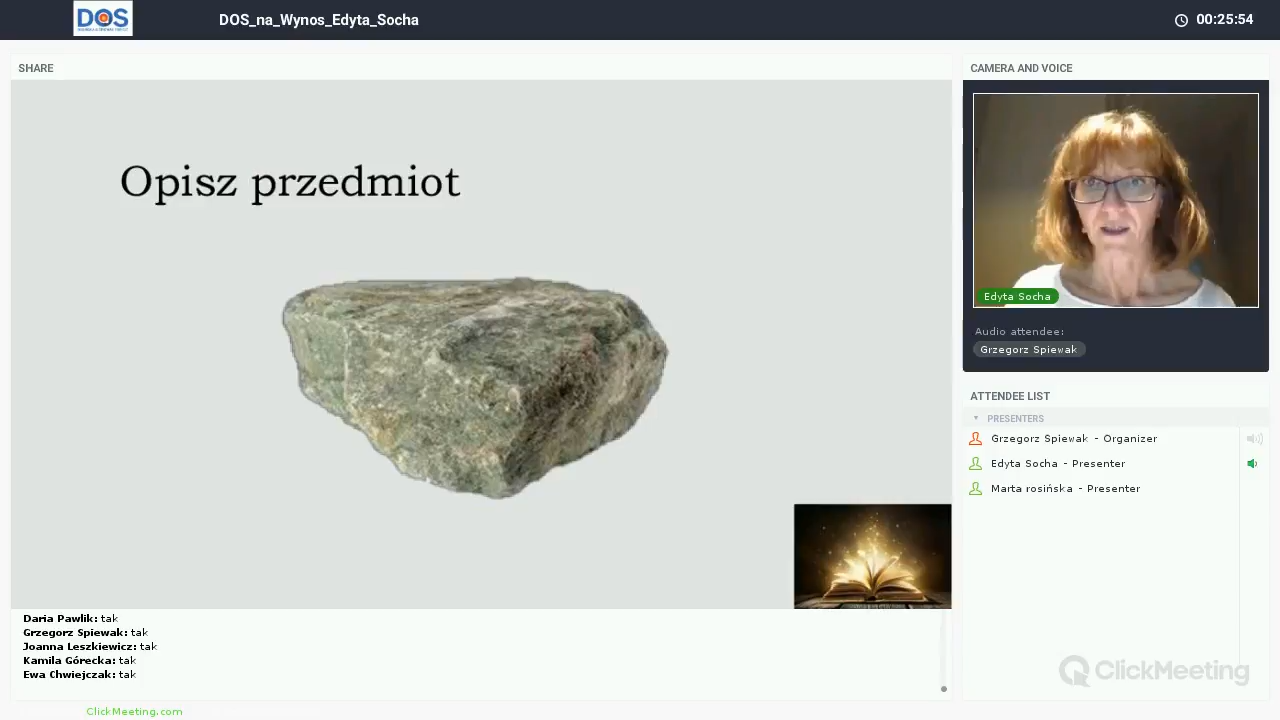 DOS
DOS_na_Wynos_Edyta_Socha
00:25:54
SHARE
Opisz przedmiot
Daria Pawlik: tak
Grzegorz Spiewak: tak
Joanna Leszkiewicz: tak
Kamila Górecka: tak
Ewa Chwiejczak: tak
ClickMeeting.com
CAMERA AND VOICE
Edyta Socha
Audio attendee:
Grzegorz Spiewak
ATTENDEE LIST
PRESENTERS
Grzegorz Spiewak - Organizer
Edyta Socha - Presenter
Marta rosińska - Presenter
ClickMeeting